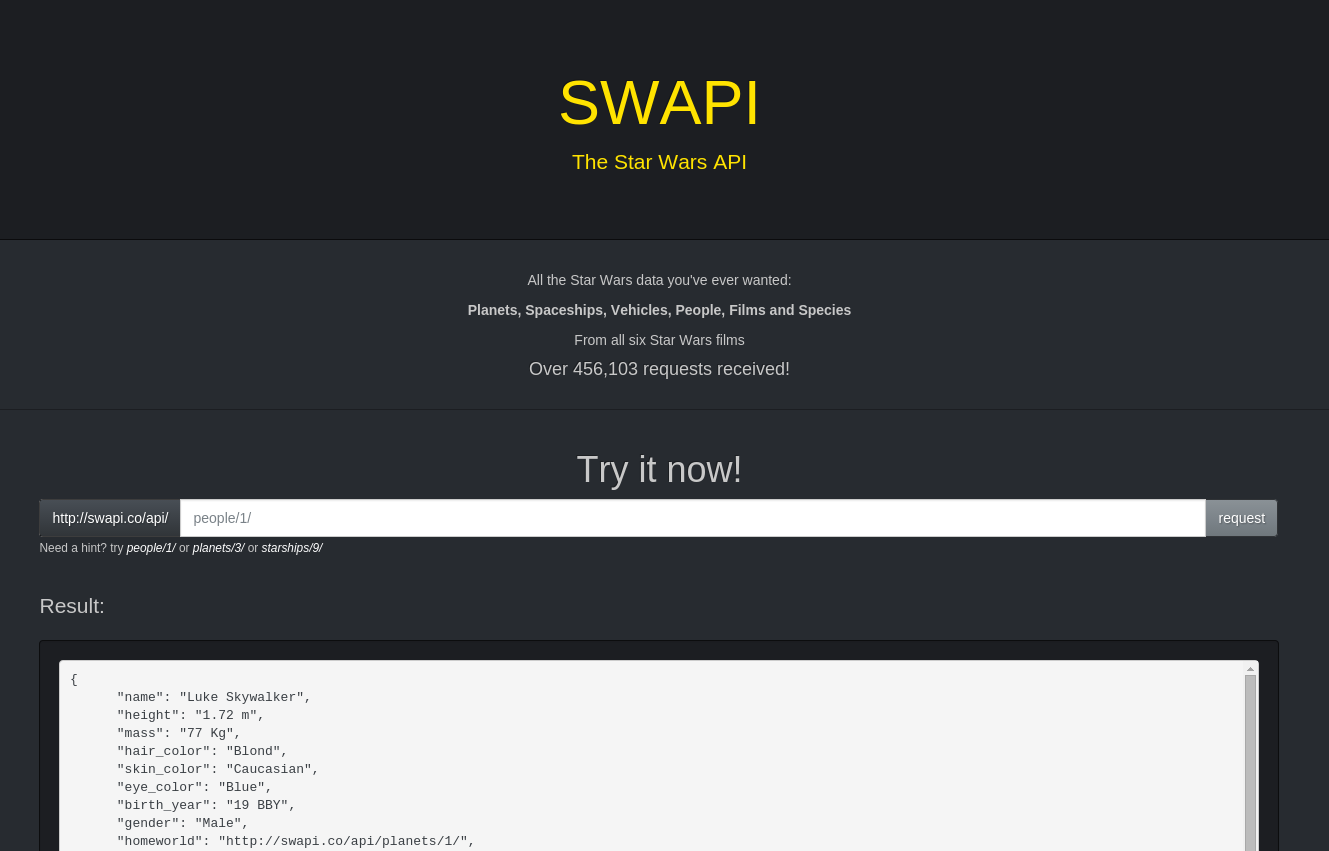 SWAPI
The Star Wars API
All the Star Wars data you've ever wanted:
Planets, Spaceships, Vehicles, People, Films and Species
From all six Star Wars films
Over 456,103 requests received!
Try it now!
http://swapi.co/api/ people/1/ request
Need a hint? try people/1/ or planets/3/ or starships/9/
Result:
{
"name": "Luke Skywalker",
"height": "1.72 m",
"mass": "77 Kg",
"hair_color": "Blond",
"skin_color": "Caucasian",
"eye_color": "Blue",
"birth_year": "19 BBY",
"gender": "Male",
"homeworld": "http://swapi.co/api/planets/1/",